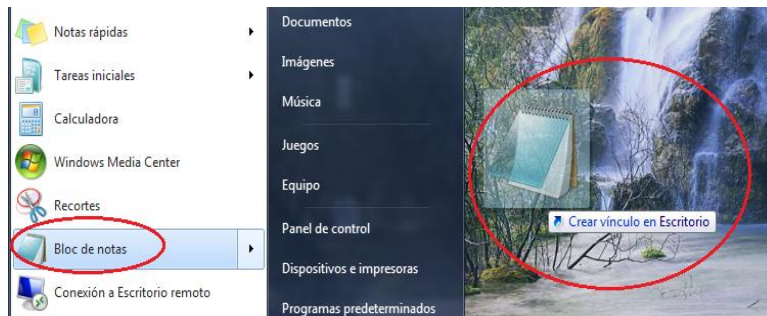 Notas rápidas
Tareas iniciales
Calculadora
Windows Media Center
Recortes
Bloc de notas
Conexión a Escritorio remoto
Documentos
Imágenes
Música
Juegos
Equipo
Panel de control
Dispositivos e impresoras
Programas predeterminados
Crear vínculo en Escritorio